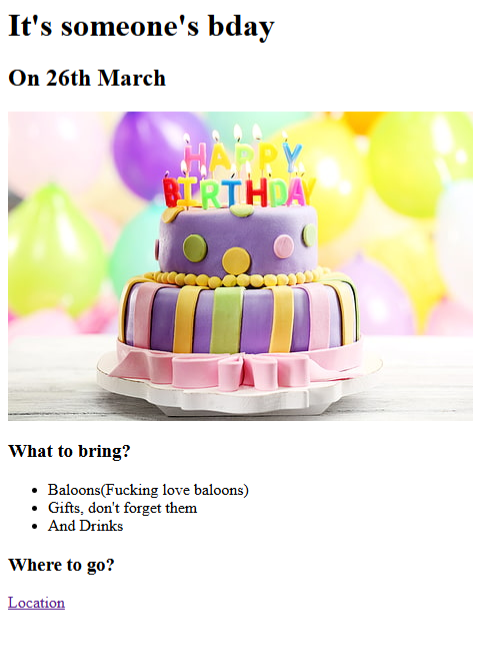 It's someone's bday
On 26th March
HAPPY
BIRTHDAY
What to bring?
Baloons(Fucking love baloons)
Gifts, don't forget them
And Drinks
Where to go?
Location